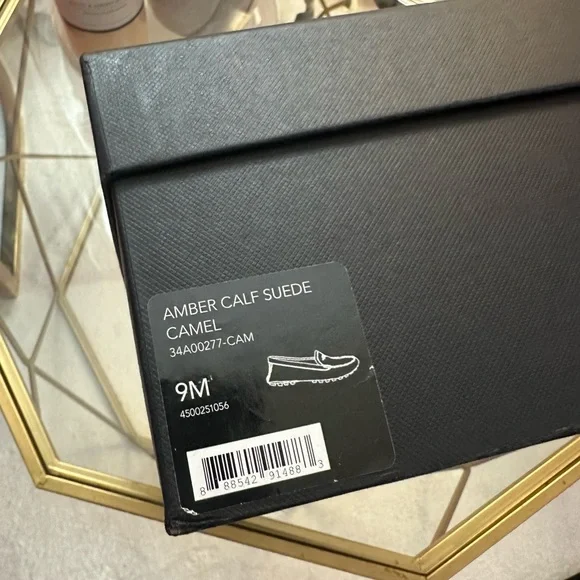 AMBER CALF SUEDE
CAMEL
34A00277-CAM
9M
4500251056
8 88542 91488 3